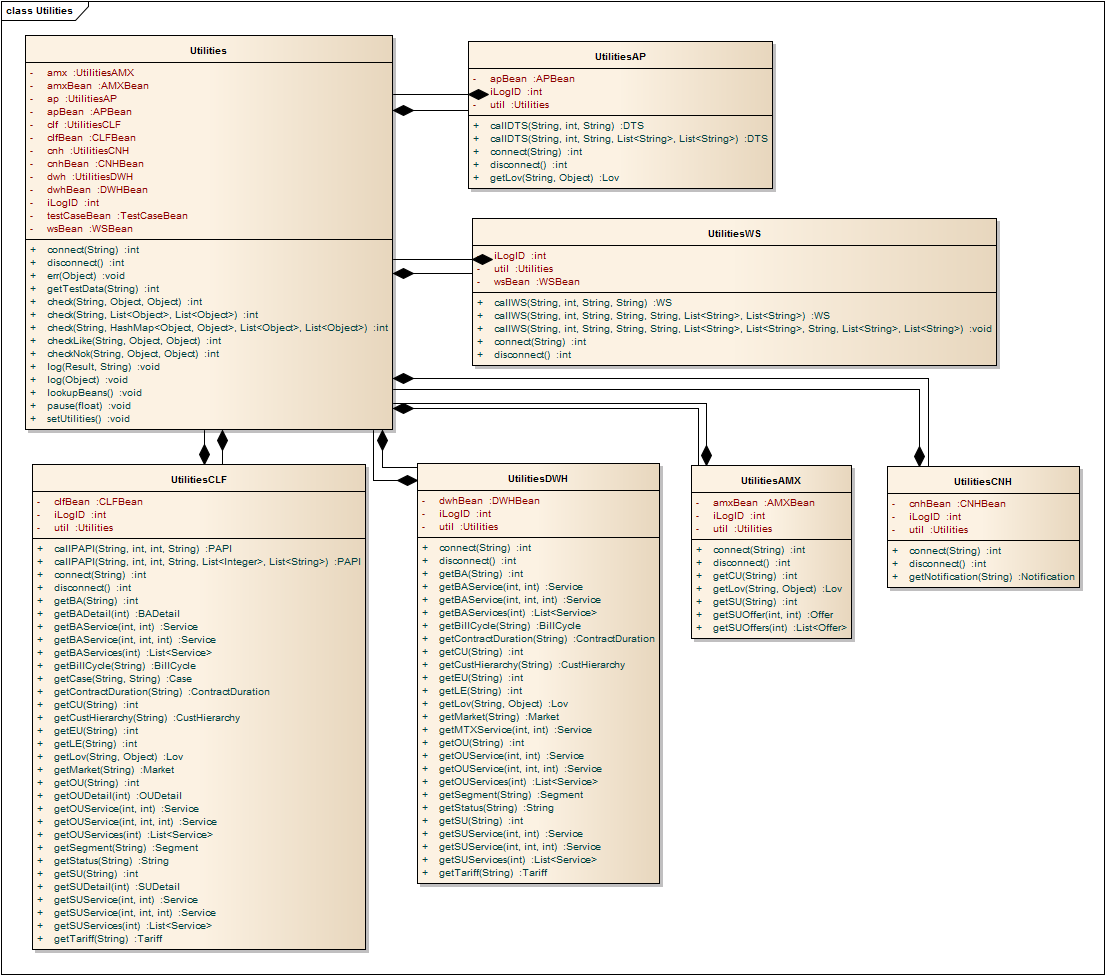 class Utilities
Utilities
- amx :UtilitiesAMX
- amxBean :AMXBean
- ap :UtilitiesAP
- apBean :APBean
- clf :UtilitiesCLF
- clfBean :CLFBean
- cnh :UtilitiesCNH
- cnhBean :CNHBean
- dwh :UtilitiesDWH
- dwhBean :DWHBean
- iLogID :int
- testCaseBean :TestCaseBean
- wsBean :WSBean
+ connect(String) :int
+ disconnect() :int
+ err(Object) :void
+ getTestData(String) :int
+ check(String, Object, Object) :int
+ check(String, List<Object>, List<Object>) :int
+ check(String, HashMap<Object, Object>, List<Object>, List<Object>) :int
+ checkLike(String, Object, Object) :int
+ checkNok(String, Object, Object) :int
+ log(Result, String) :void
+ log(Object) :void
+ lookupBeans() :void
+ pause(float) :void
+ setUtilities() :void
UtilitiesAP
- apBean :APBean
iLogID :int
- util :Utilities
+ callDTS(String, int, String) :DTS
+ callDTS(String, int, String, List<String>, List<String>) :DTS
+ connect(String) :int
+ disconnect() :int
+ getLov(String, Object) :Lov
UtilitiesWS
iLogID :int
- util :Utilities
- wsBean :WSBean
+ callWS(String, int, String, String) :WS
+ callWS(String, int, String, String, String, List<String>, List<String>) :WS
+ callWS(String, int, String, String, String, List<String>, List<String>, String, List<String>, List<String>) :void
+ connect(String) :int
+ disconnect() :int
UtilitiesCLF
- clfBean :CLFBean
- iLogID :int
- util :Utilities
+ callPAPI(String, int, int, String) :PAPI
+ callPAPI(String, int, int, String, List<Integer>, List<String>) :PAPI
+ connect(String) :int
+ disconnect() :int
+ getBA(String) :int
+ getBADetail(int) :BADetail
+ getBAService(int, int) :Service
+ getBAService(int, int, int) :Service
+ getBAServices(int) :List<Service>
+ getBillCycle(String) :BillCycle
+ getCase(String, String) :Case
+ getContractDuration(String) :ContractDuration
+ getCU(String) :int
+ getCustHierarchy(String) :CustHierarchy
+ getEU(String) :int
+ getLE(String) :int
+ getLov(String, Object) :Lov
+ getMarket(String) :Market
+ getOU(String) :int
+ getOUDetail(int) :OUDetail
+ getOUService(int, int) :Service
+ getOUService(int, int, int) :Service
+ getOUServices(int) :List<Service>
+ getSegment(String) :Segment
+ getStatus(String) :String
+ getSU(String) :int
+ getSUDetail(int) :SUDetail
+ getSUService(int, int) :Service
+ getSUService(int, int, int) :Service
+ getSUServices(int) :List<Service>
+ getTariff(String) :Tariff
UtilitiesDWH
- dwhBean :DWHBean
- iLogID :int
- util :Utilities
+ connect(String) :int
+ disconnect() :int
+ getBA(String) :int
+ getBAService(int, int) :Service
+ getBAService(int, int, int) :Service
+ getBAServices(int) :List<Service>
+ getBillCycle(String) :BillCycle
+ getContractDuration(String) :ContractDuration
+ getCU(String) :int
+ getCustHierarchy(String) :CustHierarchy
+ getEU(String) :int
+ getLE(String) :int
+ getLov(String, Object) :Lov
+ getMarket(String) :Market
+ getMTXService(int, int) :Service
+ getOU(String) :int
+ getOUService(int, int) :Service
+ getOUService(int, int, int) :Service
+ getOUServices(int) :List<Service>
+ getSegment(String) :Segment
+ getStatus(String) :String
+ getSU(String) :int
+ getSUService(int, int) :Service
+ getSUService(int, int, int) :Service
+ getSUServices(int) :List<Service>
+ getTariff(String) :Tariff
UtilitiesAMX
- amxBean :AMXBean
- iLogID :int
- util :Utilities
+ connect(String) :int
+ disconnect() :int
+ getCU(String) :int
+ getLov(String, Object) :Lov
+ getSU(String) :int
+ getSUOffer(int, int) :Offer
+ getSUOffers(int) :List<Offer>
UtilitiesCNH
- cnhBean :CNHBean
- iLogID :int
- util :Utilities
+ connect(String) :int
+ disconnect() :int
+ getNotification(String) :Notification